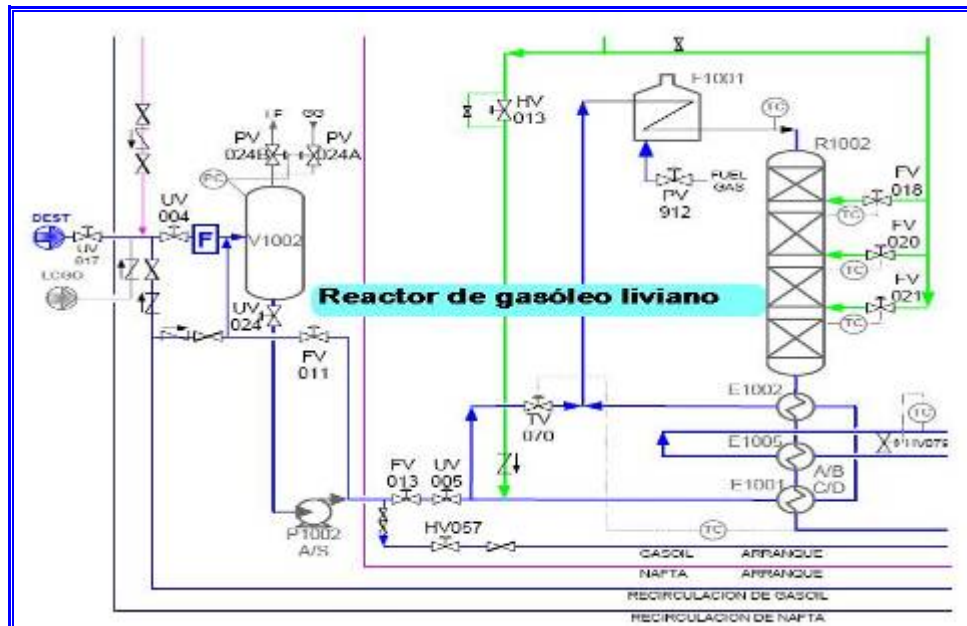 F1001
HV
013
TC
R1002
PV
024B
PV
024A
PC
FUEL
GAS
PV
912
FV
018
TC
UV
004
DEST
F
V1002
UV
017
FV
020
TC
LCGO
Reactor de gasóleo liviano
FV
021
TC
UV
024
FV
011
E1002
TV
070
TC
E1005
FV
013
UV
005
E1001
A/B
C/D
P1002
A/S
HV057
TC
GASOIL ARRANQUE
NAFTA ARRANQUE
RECIRCULACION DE GASOIL
RECIRCULACION DE NAFTA